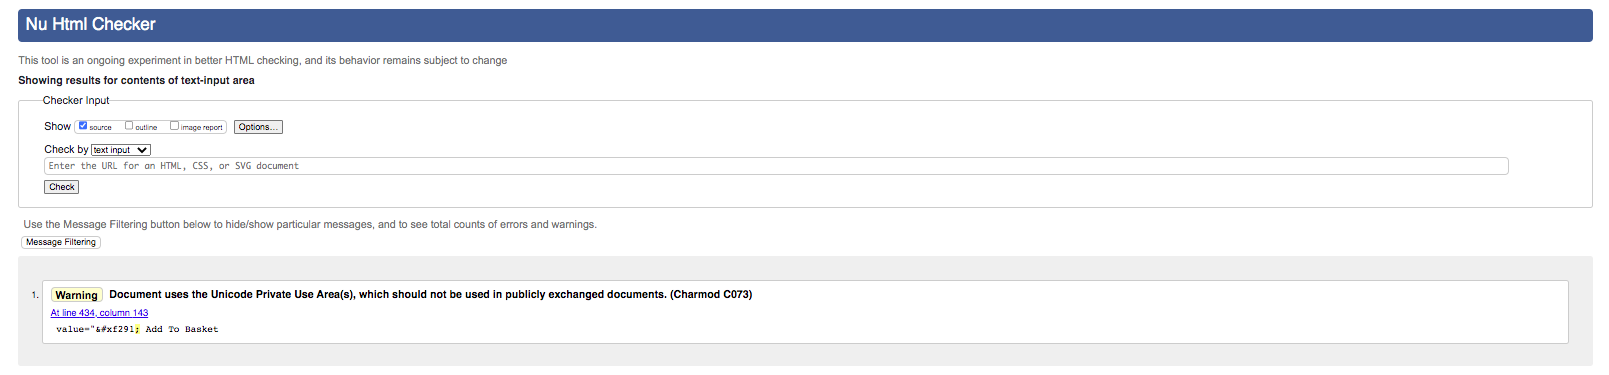 Nu Html Checker
This tool is an ongoing experiment in better HTML checking, and its behavior remains subject to change
Showing results for contents of text-input area
Checker Input
Show source outline image report Options...
Check by text input
Enter the URL for an HTML, CSS, or SVG document
Check
Use the Message Filtering button below to hide/show particular messages, and to see total counts of errors and warnings.
Message Filtering
1. Warning Document uses the Unicode Private Use Area(s), which should not be used in publicly exchanged documents. (Charmod C073)
At line 434, column 143
value="&#xf291; Add To Basket